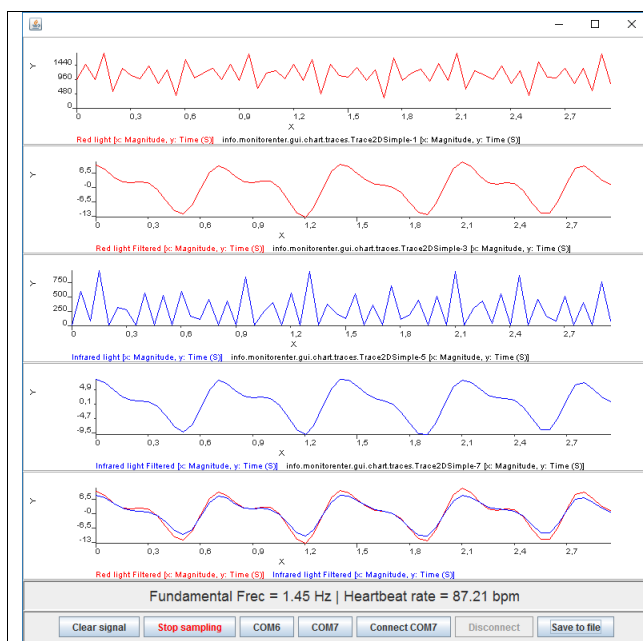 Y
1440
960
480
0
0 0,3 0,6 0,9 1,2 1,5 1,8 2,1 2,4 2,7
X
Red light [x: Magnitude, y: Time (S)] info.monitorenter.gui.chart.traces.Trace2DSimple-1 [x: Magnitude, y: Time (S)]
Y
6,5
-0
-6,5
-13
0 0,3 0,6 0,9 1,2 1,5 1,8 2,1 2,4 2,7
X
Red light Filtered [x: Magnitude, y: Time (S)] info.monitorenter.gui.chart.traces.Trace2DSimple-3 [x: Magnitude, y: Time (S)]
Y
750
500
250
0
0 0,3 0,6 0,9 1,2 1,5 1,8 2,1 2,4 2,7
X
Infrared light [x: Magnitude, y: Time (S)] info.monitorenter.gui.chart.traces.Trace2DSimple-5 [x: Magnitude, y: Time (S)]
Y
4,9
0,1
-4,7
-9,5
0 0,3 0,6 0,9 1,2 1,5 1,8 2,1 2,4 2,7
X
Infrared light Filtered [x: Magnitude, y: Time (S)] info.monitorenter.gui.chart.traces.Trace2DSimple-7 [x: Magnitude, y: Time (S)]
Y
6,5
-0
-6,5
-13
0 0,3 0,6 0,9 1,2 1,5 1,8 2,1 2,4 2,7
X
Red light Filtered [x: Magnitude, y: Time (S)] Infrared light Filtered [x: Magnitude, y: Time (S)]
Fundamental Frec = 1.45 Hz | Heartbeat rate = 87.21 bpm
Clear signal Stop sampling COM6 COM7 Connect COM7 Disconnect Save to file